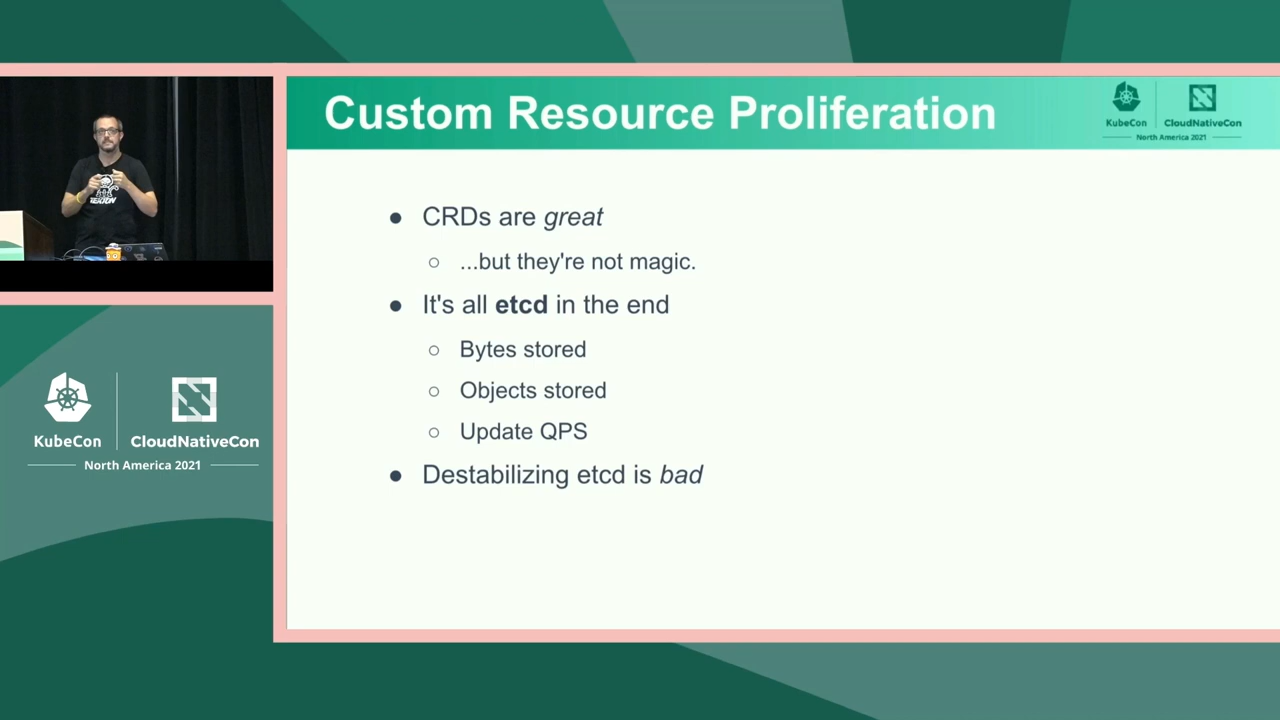 Custom Resource Proliferation
KubeCon
CloudNativeCon
North America 2021
● CRDs are great
○ ...but they're not magic.
● It's all etcd in the end
○ Bytes stored
○ Objects stored
○ Update QPS
● Destabilizing etcd is bad
KubeCon
CloudNativeCon
North America 2021